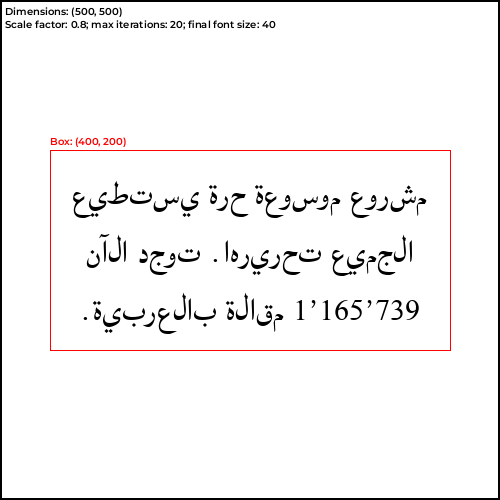 Dimensions: (500, 500)
Scale factor: 0.8; max iterations: 20; final font size: 40
Box: (400, 200)
مشروع موسوعة حرة يستطيع
الجميع تحريرها. توجد الآن
1’165’739 مقالة بالعربية.